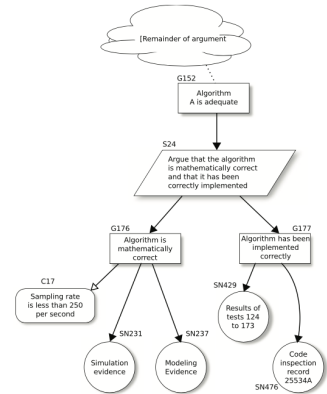 [Remainder of argument
G152
Algorithm
A is adequate
S24
Argue that the algorithm
is mathematically correct
and that it has been
correctly implemented
G176
Algorithm is
mathematically
correct
G177
Algorithm has been
implemented
correctly
C17
Sampling rate
is less than 250
per second
SN429
Results of
tests 124
to 173
SN231
Simulation
evidence
SN237
Modeling
Evidence
Code
inspection
record
25534A
SN476